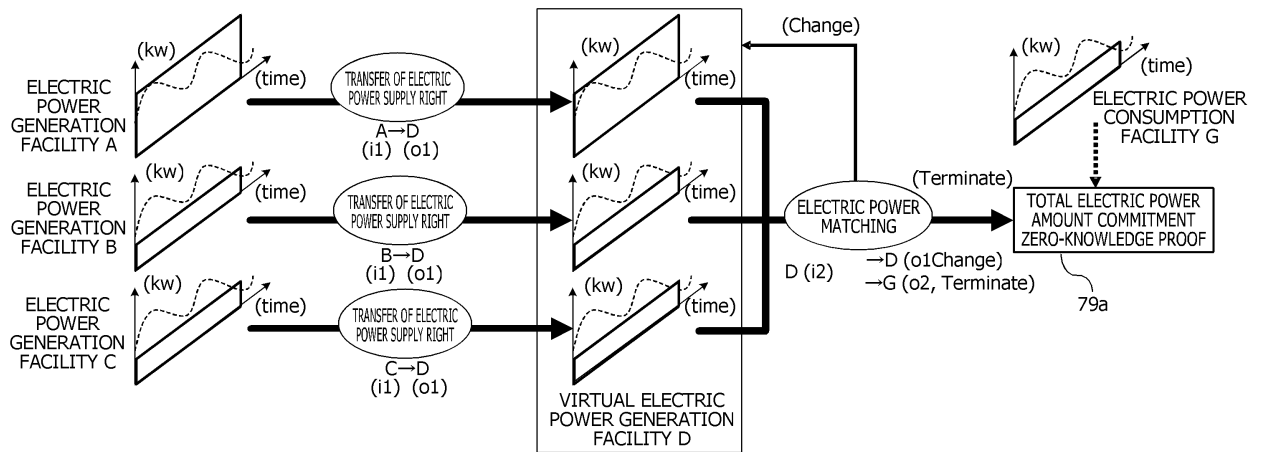 (kw)
(time)
ELECTRIC
POWER
GENERATION
FACILITY A
TRANSFER OF ELECTRIC
POWER SUPPLY RIGHT
A→D
(i1) (o1)
(kw)
(time)
(kw)
(time)
ELECTRIC
POWER
GENERATION
FACILITY B
TRANSFER OF ELECTRIC
POWER SUPPLY RIGHT
B→D
(i1) (o1)
(kw)
(time)
(kw)
(time)
ELECTRIC
POWER
GENERATION
FACILITY C
TRANSFER OF ELECTRIC
POWER SUPPLY RIGHT
C→D
(i1) (o1)
(kw)
(time)
VIRTUAL ELECTRIC
POWER GENERATION
FACILITY D
(Change)
ELECTRIC POWER
MATCHING
D (i2)
→D (o1Change)
→G (o2, Terminate)
(Terminate)
(kw)
(time)
ELECTRIC POWER
CONSUMPTION
FACILITY G
TOTAL ELECTRIC POWER
AMOUNT COMMITMENT
ZERO-KNOWLEDGE PROOF
79a